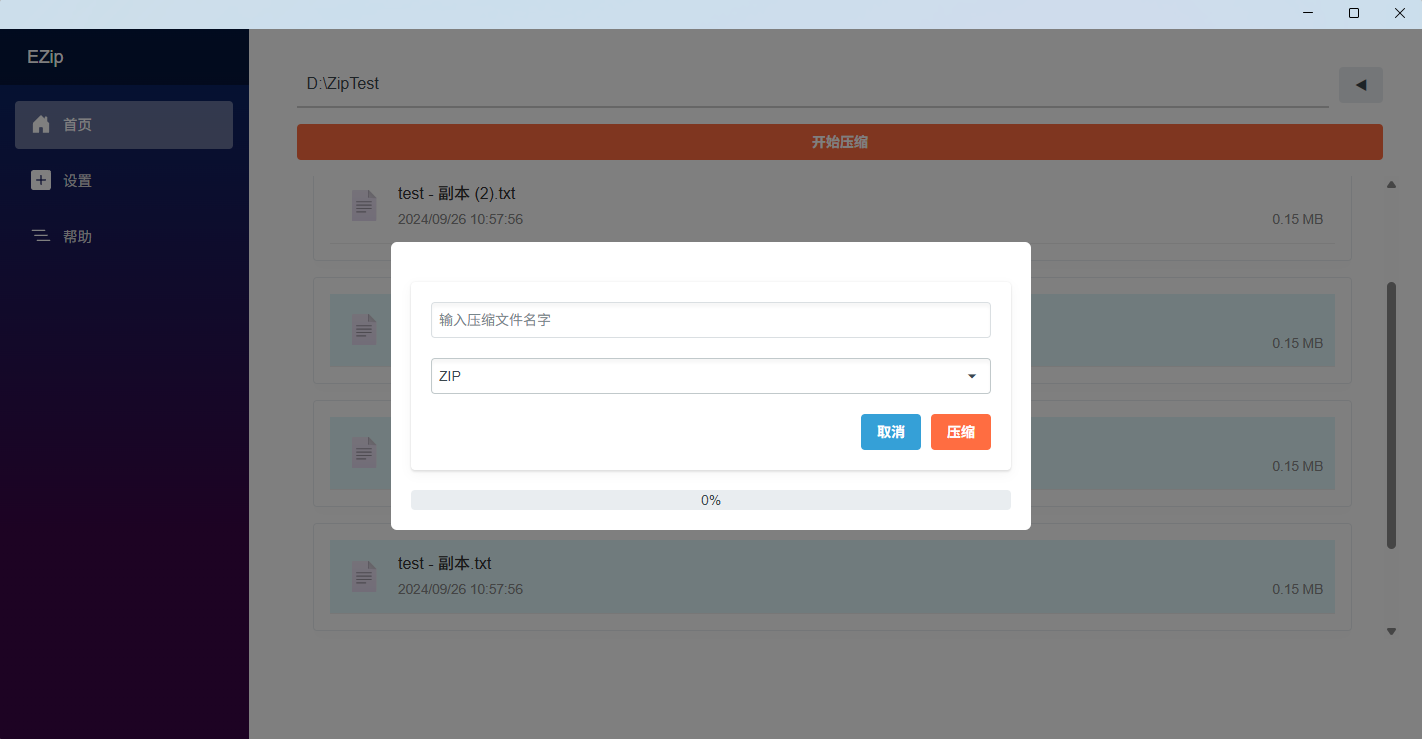 EZip
首页
设置
帮助
D:\ZipTest
开始压缩
test - 副本 (2).txt
2024/09/26 10:57:56
0.15 MB
输入压缩文件名字
ZIP
取消
压缩
0%
0.15 MB
0.15 MB
test - 副本.txt
2024/09/26 10:57:56
0.15 MB